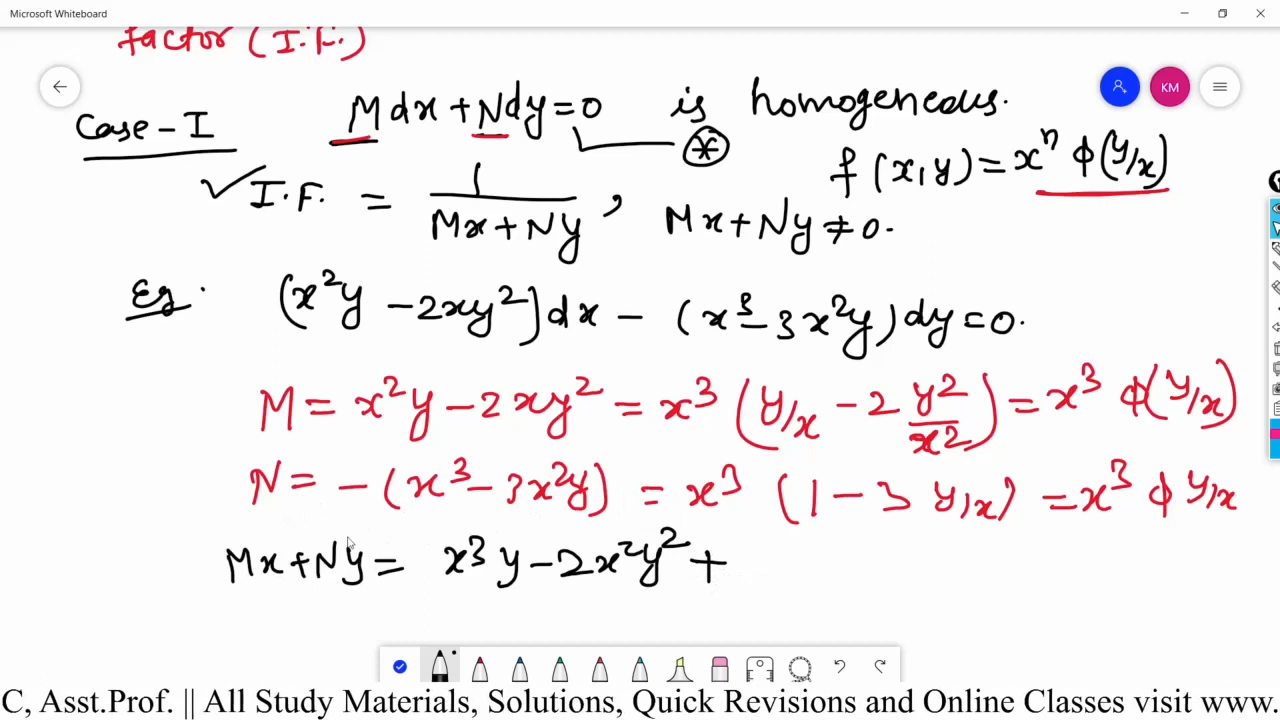 Microsoft Whiteboard
factor (I.F.)
KM
Case-I Mdx + Ndy = 0 is homogeneous.
f(x,y) = xⁿ ϕ(y/x)
I.F. = 1/(Mx + Ny), Mx + Ny ≠ 0.
Eg. (x²y - 2xy²)dx - (x³ - 3x²y)dy = 0.
M = x²y - 2xy² = x³ (y/x - 2 y²/x²) = x³ ϕ(y/x)
N = -(x³ - 3x²y) = x³ (1 - 3 y/x) = x³ ϕ y/x
Mx + Ny = x³y - 2x²y² +
C, Asst.Prof. || All Study Materials, Solutions, Quick Revisions and Online Classes visit www.